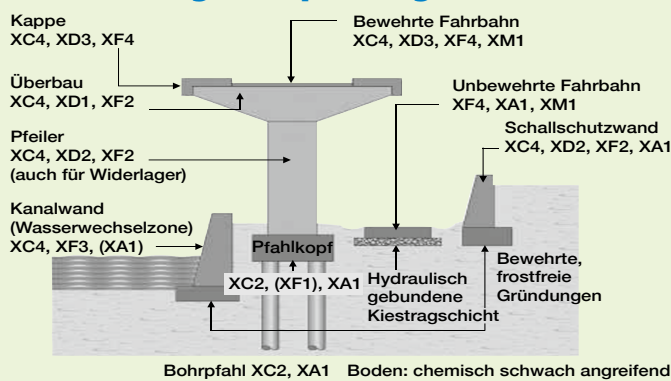 Kappe
XC4, XD3, XF4
Bewehrte Fahrbahn
XC4, XD3, XF4, XM1
Überbau
XC4, XD1, XF2
Unbewehrte Fahrbahn
XF4, XA1, XM1
Schallschutzwand
XC4, XD2, XF2, XA1
Pfeiler
XC4, XD2, XF2
(auch für Widerlager)
Kanalwand
(Wasserwechselzone)
XC4, XF3, (XA1)
Pfahlkopf
XC2, (XF1), XA1
Hydraulisch
gebundene
Kiestragschicht
Bewehrte,
frostfreie
Gründungen
Bohrpfahl XC2, XA1
Boden: chemisch schwach angreifend